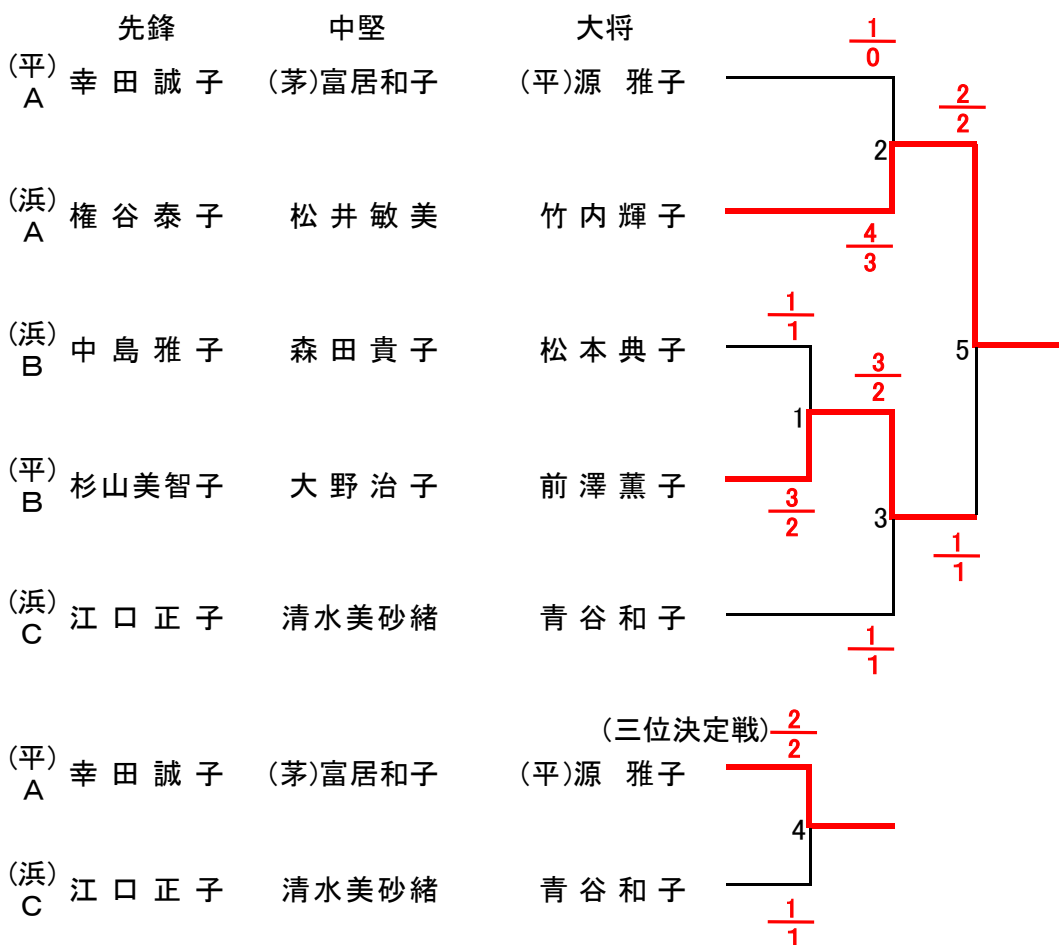 先鋒 中堅 大将
1
0
(平)
A
幸田誠子 (茅)富居和子 (平)源 雅子
2
2
2
(浜)
A
権谷泰子 松井敏美 竹内輝子
4
3
1
1
(浜)
B
中島雅子 森田貴子 松本典子
5
3
2
1
(平)
B
杉山美智子 大野治子 前澤薫子
3
2
3
1
1
(浜)
C
江口正子 清水美砂緒 青谷和子
1
1
(三位決定戦)
2
2
(平)
A
幸田誠子 (茅)富居和子 (平)源 雅子
4
(浜)
C
江口正子 清水美砂緒 青谷和子
1
1